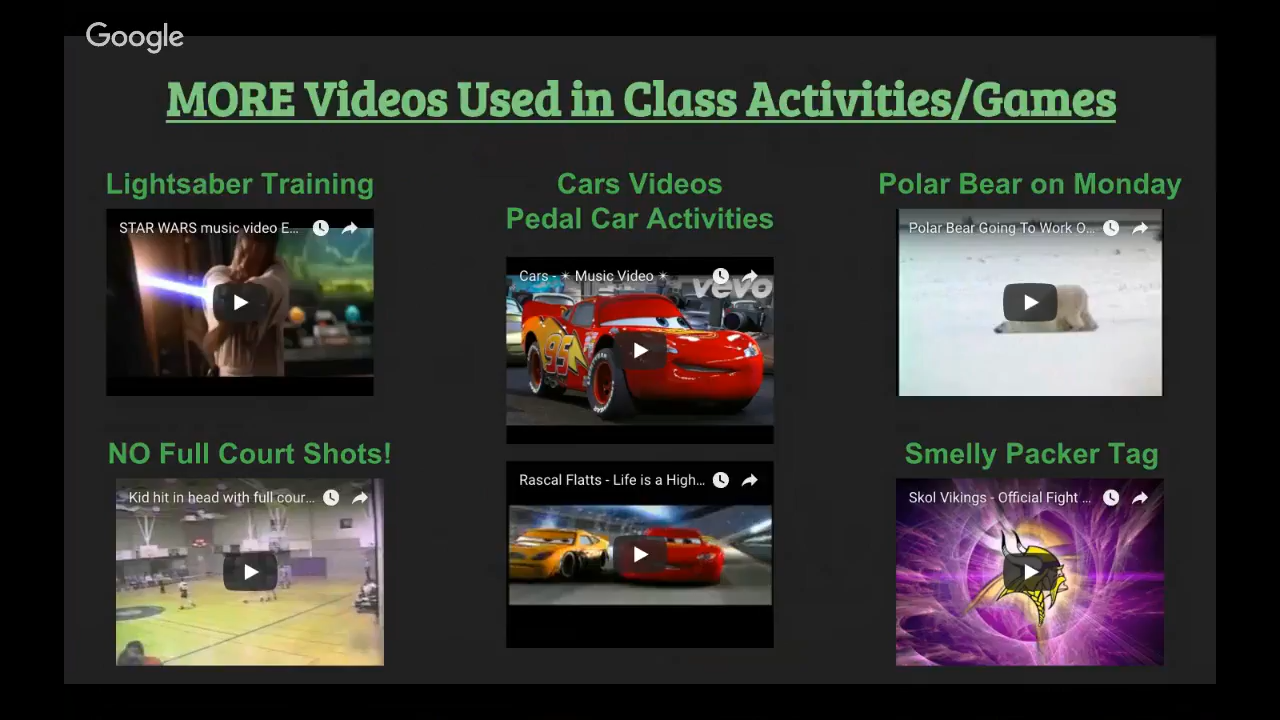 Google
MORE Videos Used in Class Activities/Games
Lightsaber Training
STAR WARS music video E...
NO Full Court Shots!
Kid hit in head with full cour...
Cars Videos
Pedal Car Activities
Cars - ✴ Music Video ✴
vevo
95
Rascal Flatts - Life is a High...
Polar Bear on Monday
Polar Bear Going To Work O...
Smelly Packer Tag
Skol Vikings - Official Fight ...